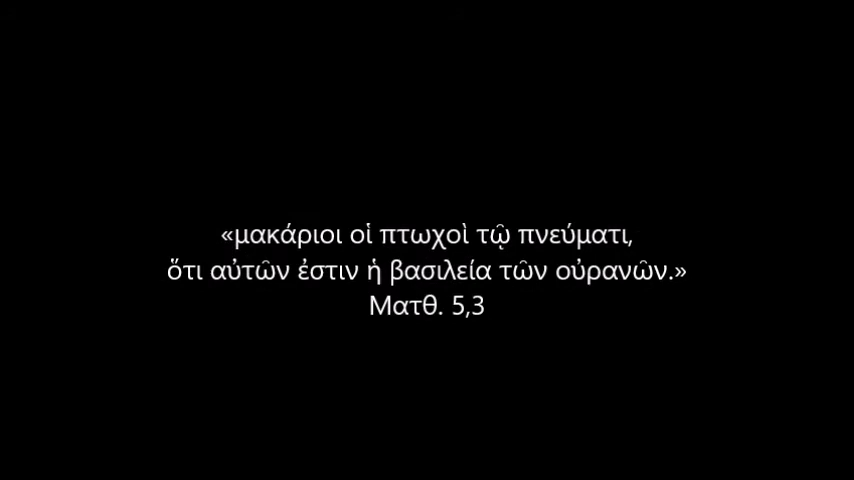 «μακάριοι οἱ πτωχοὶ τῷ πνεύματι,
ὅτι αὐτῶν ἐστιν ἡ βασιλεία τῶν οὐρανῶν.»
Ματθ. 5,3